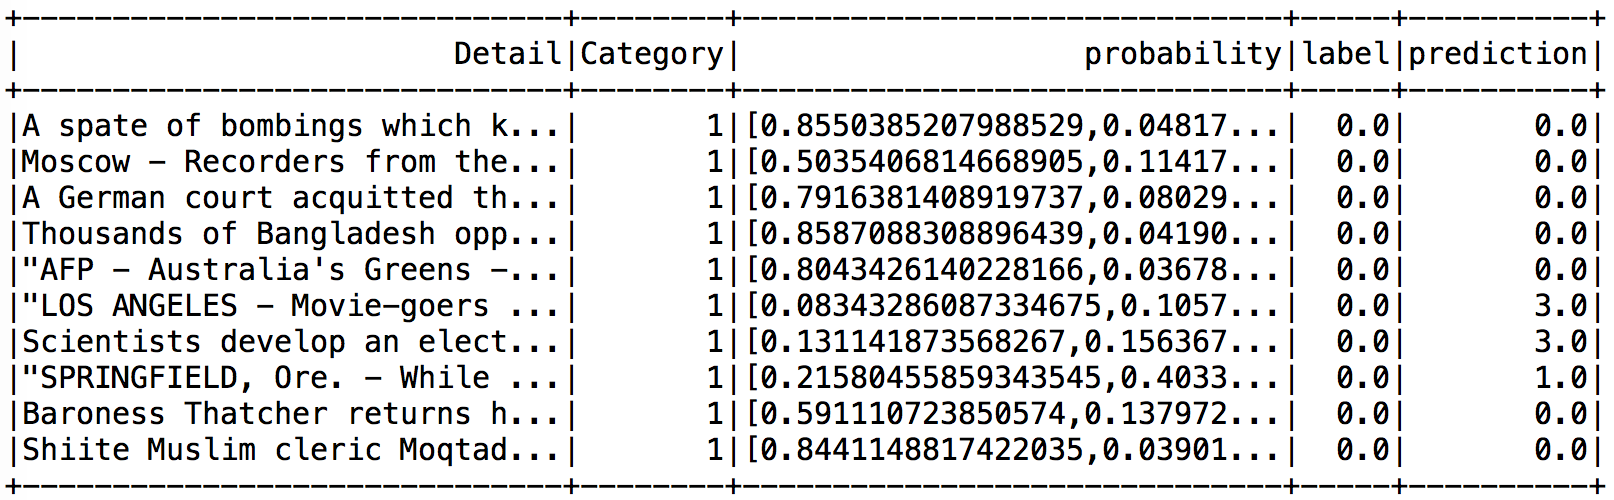 +------------------------------+--------+------------------------------+-----+----------+
|                        Detail|Category|                   probability|label|prediction|
+------------------------------+--------+------------------------------+-----+----------+
|A spate of bombings which k...|       1|[0.8550385207988529,0.04817...|  0.0|       0.0|
|Moscow - Recorders from the...|       1|[0.5035406814668905,0.11417...|  0.0|       0.0|
|A German court acquitted th...|       1|[0.7916381408919737,0.08029...|  0.0|       0.0|
|Thousands of Bangladesh opp...|       1|[0.8587088308896439,0.04190...|  0.0|       0.0|
|"AFP - Australia's Greens -...|       1|[0.8043426140228166,0.03678...|  0.0|       0.0|
|"LOS ANGELES - Movie-goers ...|       1|[0.08343286087334675,0.1057...|  0.0|       3.0|
|Scientists develop an elect...|       1|[0.131141873568267,0.156367...|  0.0|       3.0|
|"SPRINGFIELD, Ore. - While ...|       1|[0.21580455859343545,0.4033...|  0.0|       1.0|
|Baroness Thatcher returns h...|       1|[0.591110723850574,0.137972...|  0.0|       0.0|
|Shiite Muslim cleric Moqtad...|       1|[0.8441148817422035,0.03901...|  0.0|       0.0|
+------------------------------+--------+------------------------------+-----+----------+